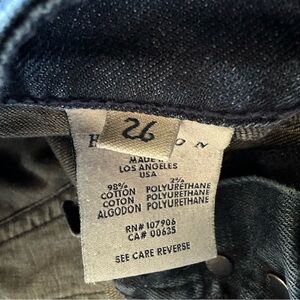 26
MADE
LOS ANGELES
USA
98% 2%
COTTON POLYURETHANE
COTON POLYURETHANE
ALGODON POLYURETHANE
RN# 107906
CA# 00635
SEE CARE REVERSE